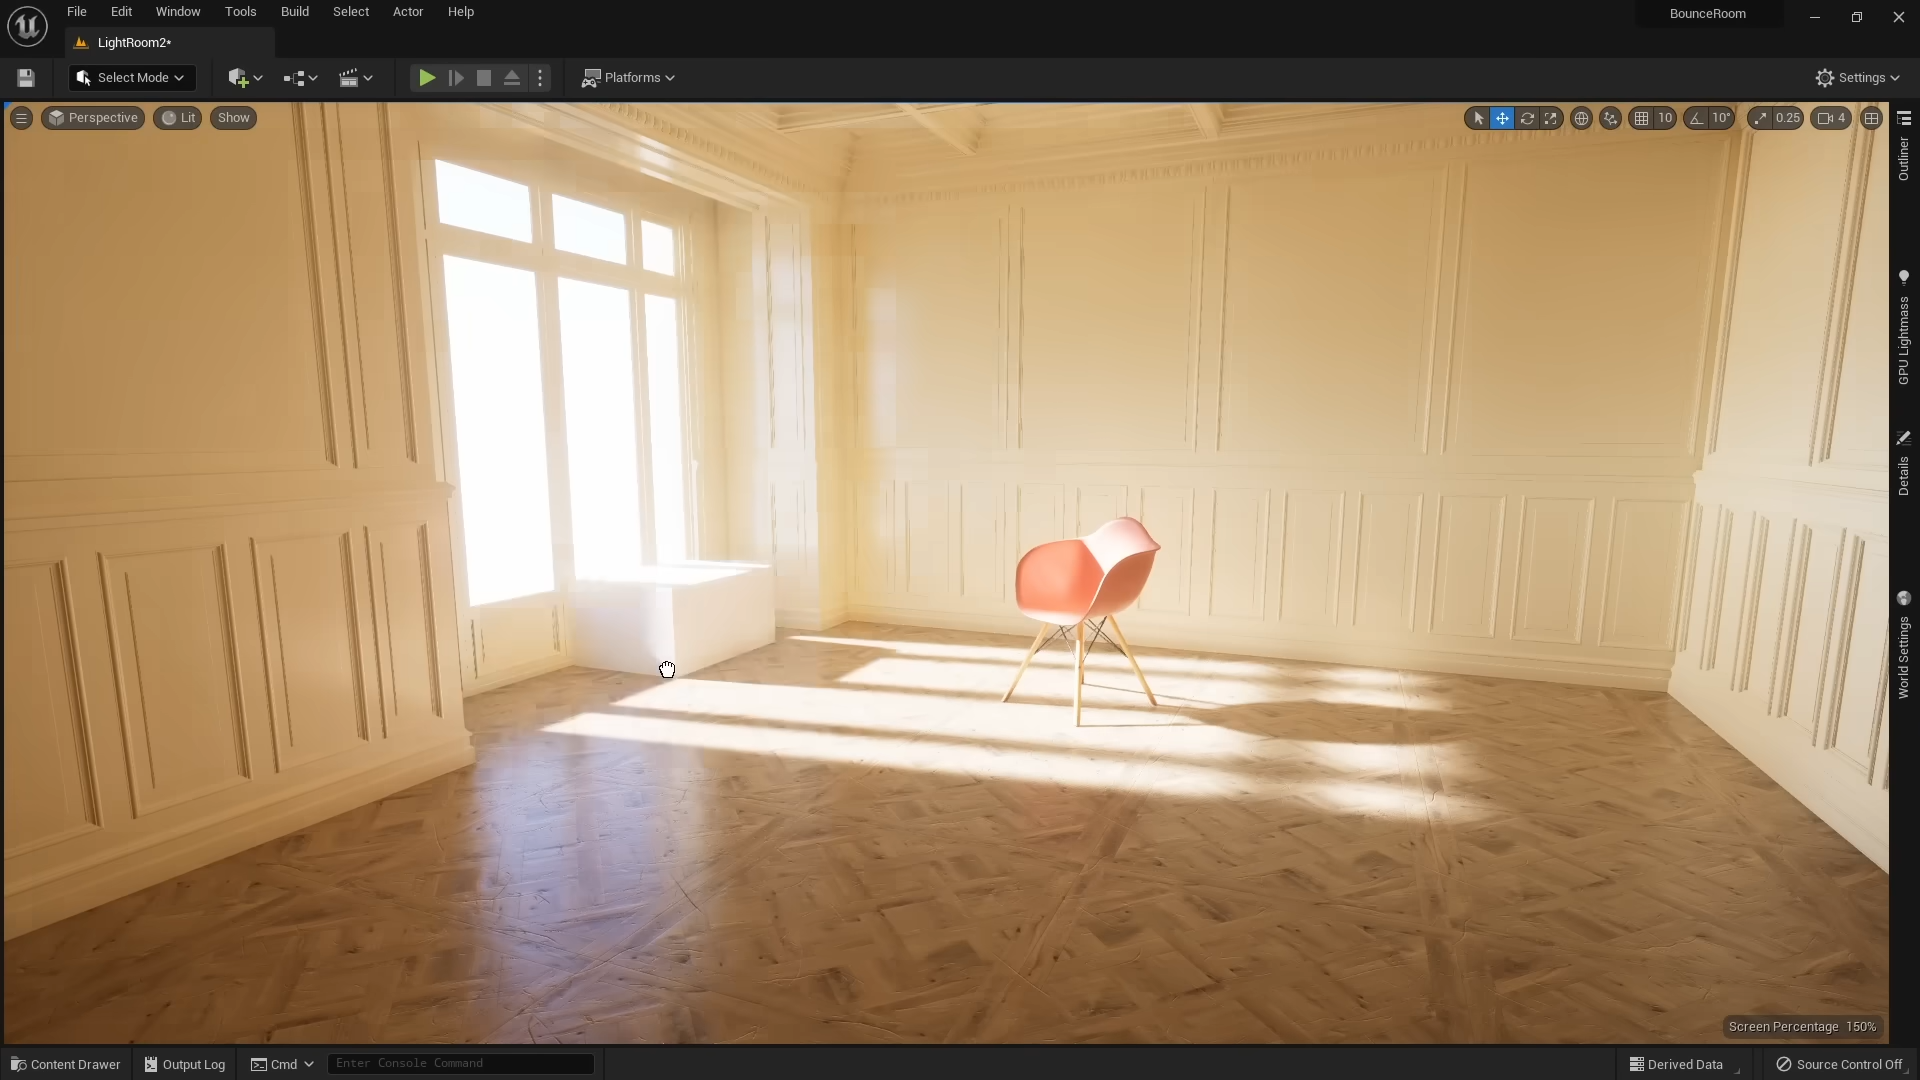 File Edit Window Tools Build Select Actor Help
BounceRoom
LightRoom2*
Select Mode
Platforms
Settings
Perspective
Lit
Show
10
10°
0.25
4
Outliner
GPU Lightmass
Details
World Settings
Screen Percentage 150%
Content Drawer
Output Log
Cmd
Enter Console Command
Derived Data
Source Control Off